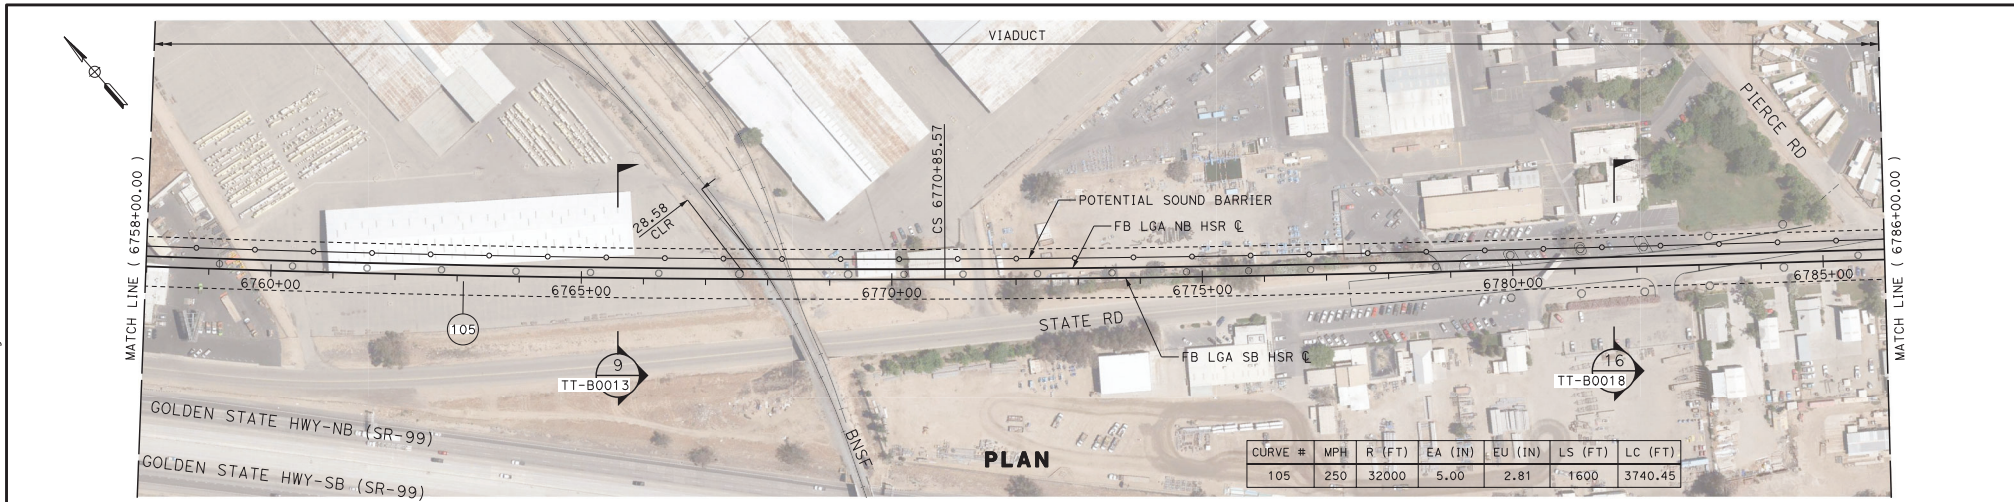 VIADUCT
PIERCE RD
MATCH LINE ( 6758+00.00 )
28.58
CLR
CS 6770+85.57
POTENTIAL SOUND BARRIER
FB LGA NB HSR ℄
MATCH LINE ( 6786+00.00 )
6760+00
6765+00
6770+00
6775+00
6780+00
6785+00
105
STATE RD
FB LGA SB HSR ℄
9
TT-B0013
16
TT-B0018
GOLDEN STATE HWY-NB (SR-99)
GOLDEN STATE HWY-SB (SR-99)
BNSF
PLAN
CURVE # MPH R (FT) EA (IN) EU (IN) LS (FT) LC (FT)
105 250 32000 5.00 2.81 1600 3740.45